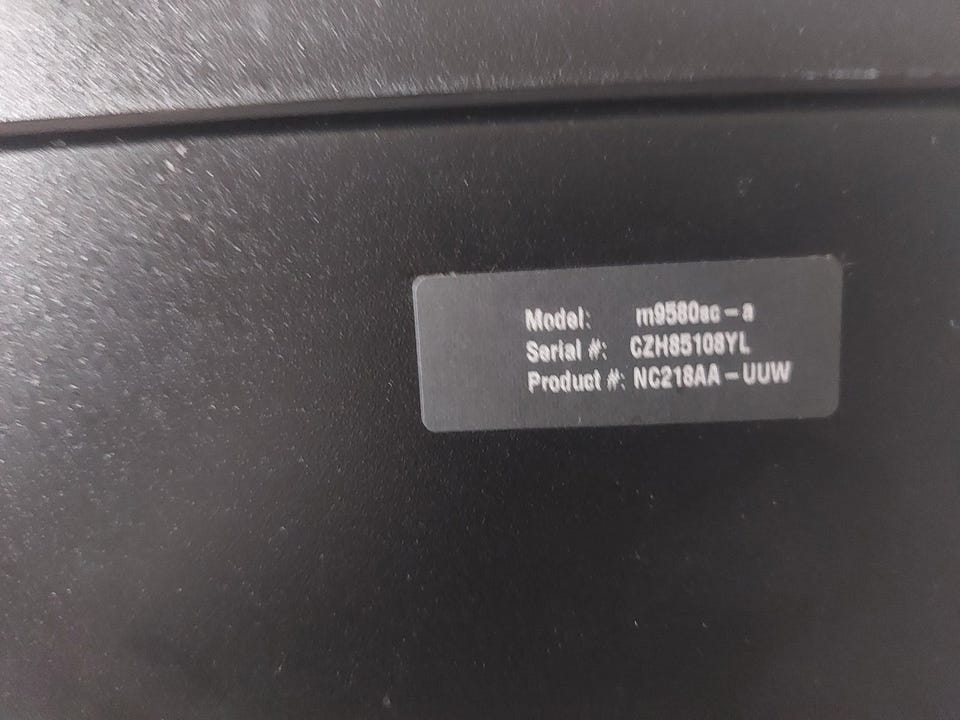 Model: m9580sc-a
Serial #: CZH85108YL
Product #: NC218AA-UUW